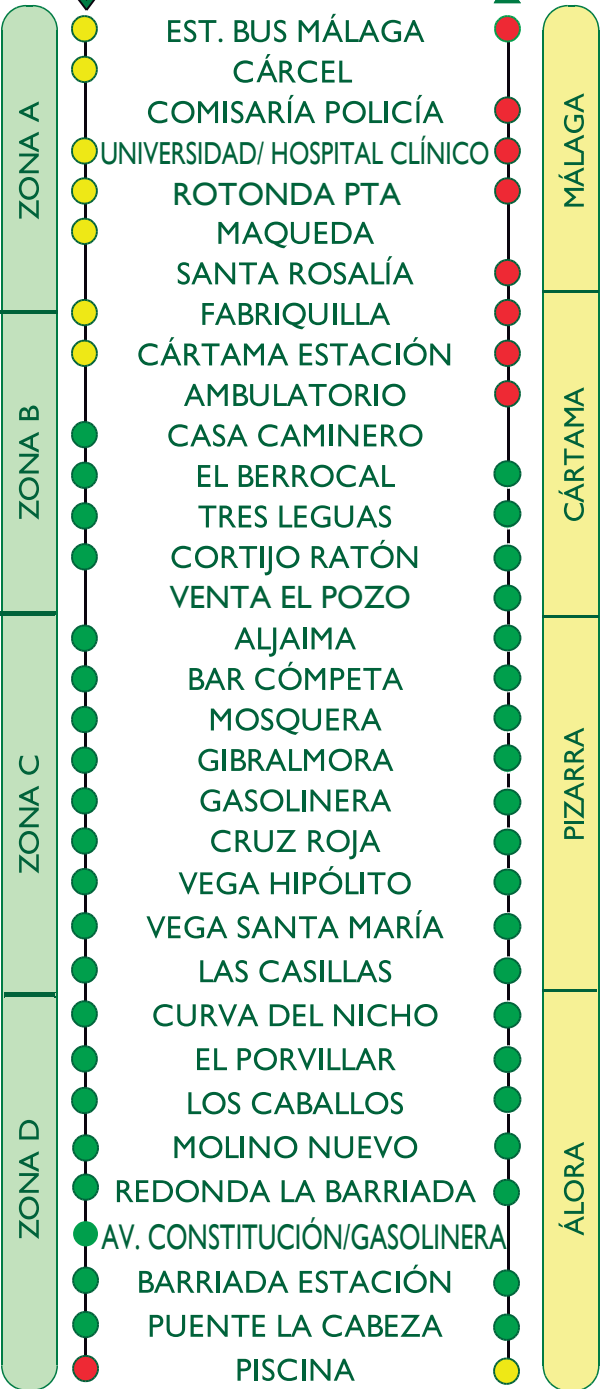 EST. BUS MÁLAGA
CÁRCEL
COMISARÍA POLICÍA
UNIVERSIDAD/ HOSPITAL CLÍNICO
ROTONDA PTA
MAQUEDA
SANTA ROSALÍA
FABRIQUILLA
CÁRTAMA ESTACIÓN
AMBULATORIO
CASA CAMINERO
EL BERROCAL
TRES LEGUAS
CORTIJO RATÓN
VENTA EL POZO
ALJAIMA
BAR CÓMPETA
MOSQUERA
GIBRALMORA
GASOLINERA
CRUZ ROJA
VEGA HIPÓLITO
VEGA SANTA MARÍA
LAS CASILLAS
CURVA DEL NICHO
EL PORVILLAR
LOS CABALLOS
MOLINO NUEVO
REDONDA LA BARRIADA
AV. CONSTITUCIÓN/GASOLINERA
BARRIADA ESTACIÓN
PUENTE LA CABEZA
PISCINA
ZONA A
ZONA B
ZONA C
ZONA D
MÁLAGA
CÁRTAMA
PIZARRA
ÁLORA